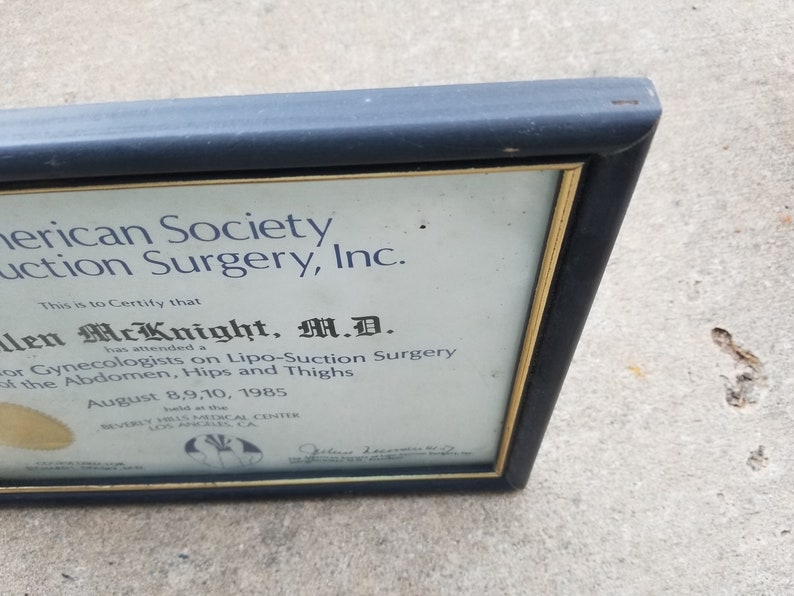 merican Society
uction Surgery, Inc.
This is to Certify that
llen McKnight, M.D.
has attended a
or Gynecologists on Lipo-Suction Surgery
of the Abdomen, Hips and Thighs
August 8,9,10, 1985
held at the
BEVERLY HILLS MEDICAL CENTER
LOS ANGELES, CA
COURSE DIRECTOR